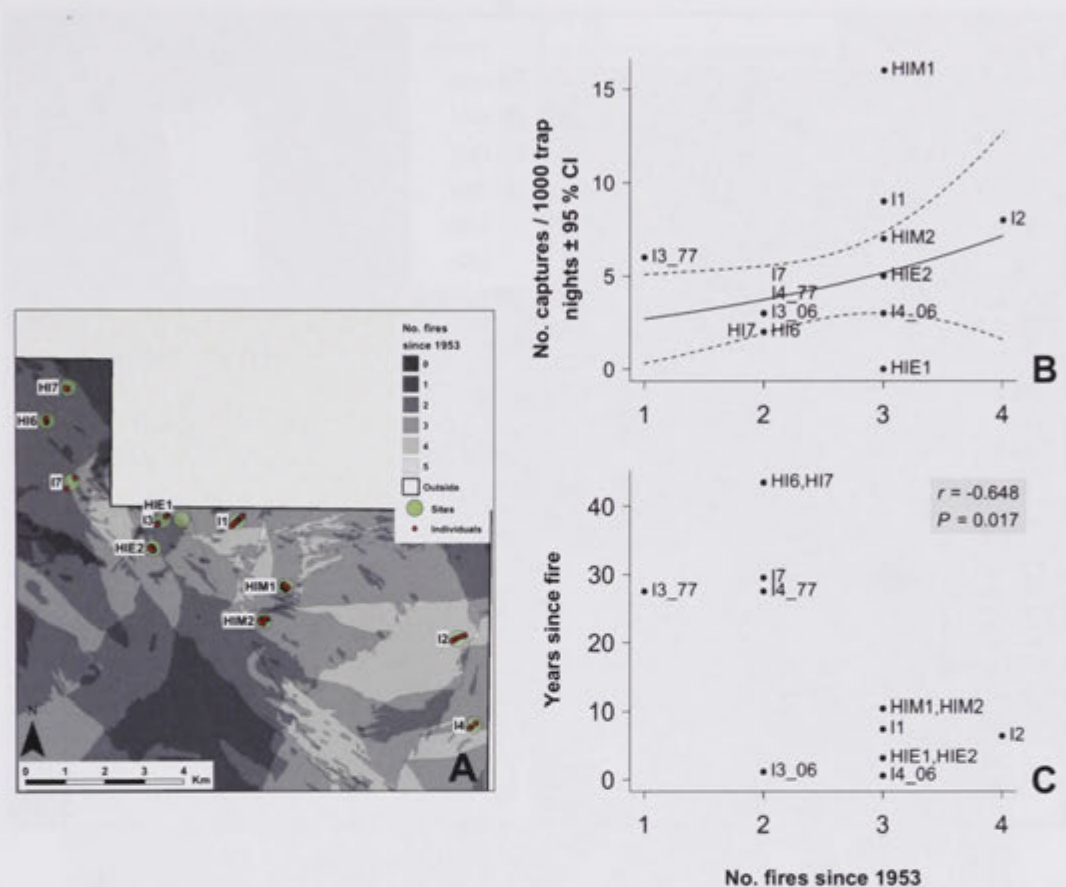 No. fires
since 1953
0
1
2
3
4
5
Outside
Sites
Individuals
HI7
HI6
I7
HIE1
I3
I1
HIE2
HIM1
HIM2
I2
I4
N
0 1 2 3 4
Km
A
No. captures / 1000 trap
nights ± 95 % CI
15
10
5
0
HIM1
I1
I2
HIM2
I3_77
I7
HIE2
I4_77
I3_06
I4_06
HI7 HI6
HIE1
B
1 2 3 4
Years since fire
40
30
20
10
0
HI6,HI7
r = -0.648
P = 0.017
I7
I3_77
I4_77
HIM1,HIM2
I1
I2
HIE1,HIE2
I3_06
I4_06
C
1 2 3 4
No. fires since 1953